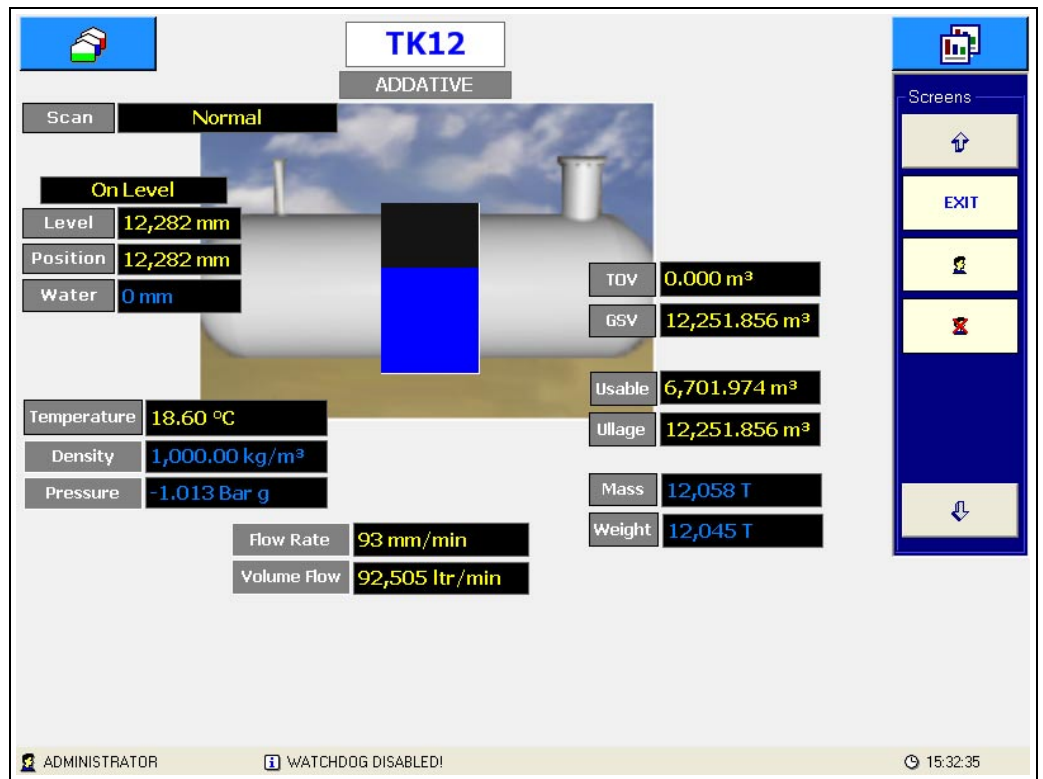 TK12
ADDATIVE
Screens
Scan Normal
EXIT
On Level
Level 12,282 mm
Position 12,282 mm
Water 0 mm
TOV 0.000 m³
GSV 12,251.856 m³
Usable 6,701.974 m³
Ullage 12,251.856 m³
Temperature 18.60 ºC
Density 1,000.00 kg/m³
Pressure -1.013 Bar g
Mass 12,058 T
Weight 12,045 T
Flow Rate 93 mm/min
Volume Flow 92,505 ltr/min
ADMINISTRATOR WATCHDOG DISABLED! 15:32:35